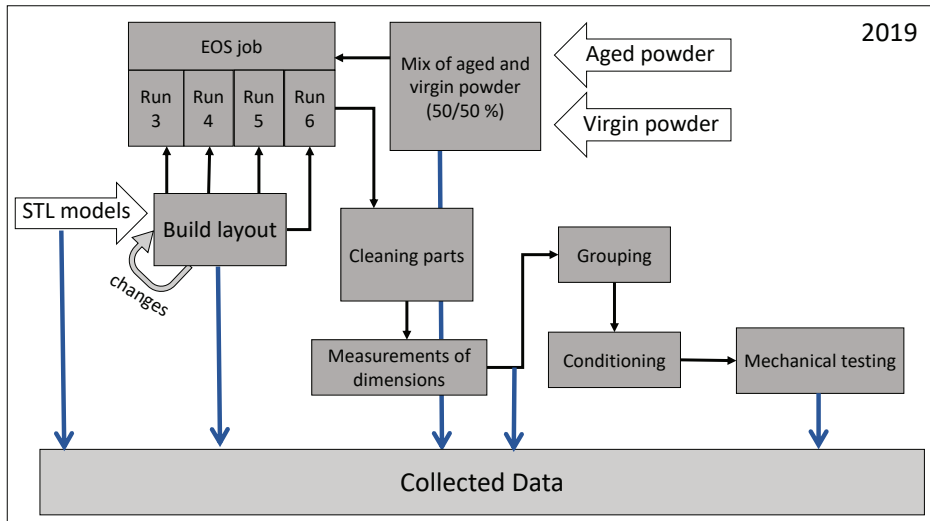 2019
EOS job
Run
3
Run
4
Run
5
Run
6
Mix of aged and
virgin powder
(50/50 %)
Aged powder
Virgin powder
STL models
Build layout
changes
Cleaning parts
Grouping
Measurements of
dimensions
Conditioning
Mechanical testing
Collected Data